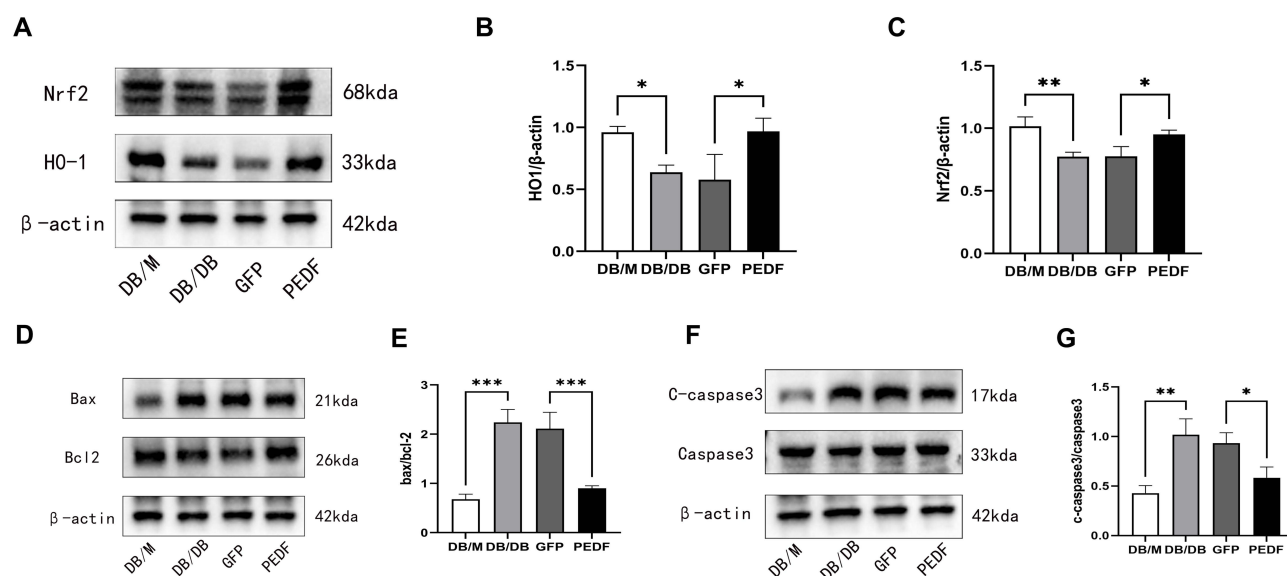 A
Nrf2
68kda
HO-1
33kda
β-actin
42kda
DB/M DB/DB GFP PEDF
B
HO1/β-actin
1.5
1.0
0.5
0.0
* *
DB/M DB/DB GFP PEDF
C
Nrf2/β-actin
1.5
1.0
0.5
0.0
** *
DB/M DB/DB GFP PEDF
D
Bax
21kda
Bcl2
26kda
β-actin
42kda
DB/M DB/DB GFP PEDF
E
bax/bcl-2
3
2
1
0
*** ***
DB/M DB/DB GFP PEDF
F
C-caspase3
17kda
Caspase3
33kda
β-actin
42kda
DB/M DB/DB GFP PEDF
G
c-caspase3/caspase3
1.5
1.0
0.5
0.0
** *
DB/M DB/DB GFP PEDF